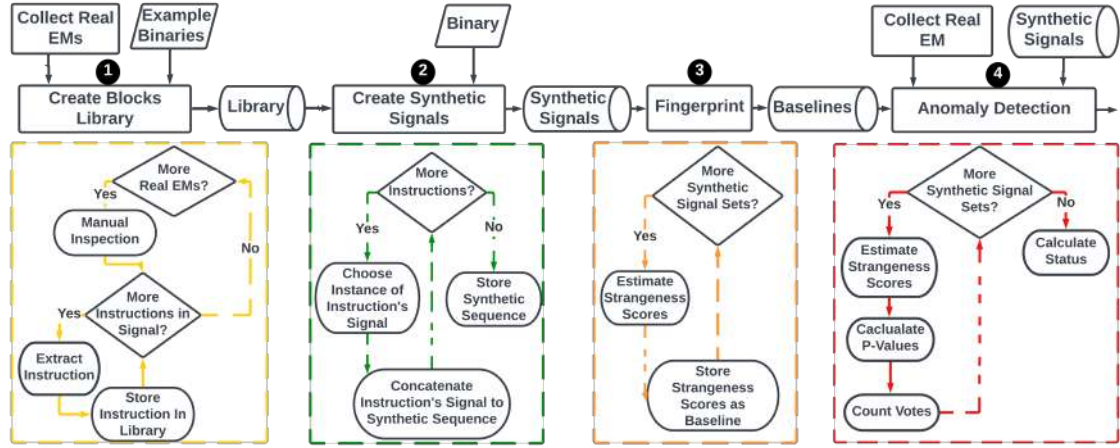 Collect Real
EMs
Example
Binaries
1
Create Blocks
Library
Library
Binary
2
Create Synthetic
Signals
Synthetic
Signals
3
Fingerprint
Baselines
Collect Real
EM
Synthetic
Signals
4
Anomaly Detection
More
Real EMs?
Yes
Manual
Inspection
No
More
Instructions in
Signal?
Yes
Extract
Instruction
Store
Instruction In
Library
More
Instructions?
Yes
No
Choose
Instance of
Instruction's
Signal
Store
Synthetic
Sequence
Concatenate
Instruction's Signal to
Synthetic Sequence
More
Synthetic
Signal Sets?
Yes
Estimate
Strangeness
Scores
Store
Strangeness
Scores as
Baseline
More
Synthetic Signal
Sets?
Yes
No
Estimate
Strangeness
Scores
Calculate
Status
Caclualate
P-Values
Count Votes